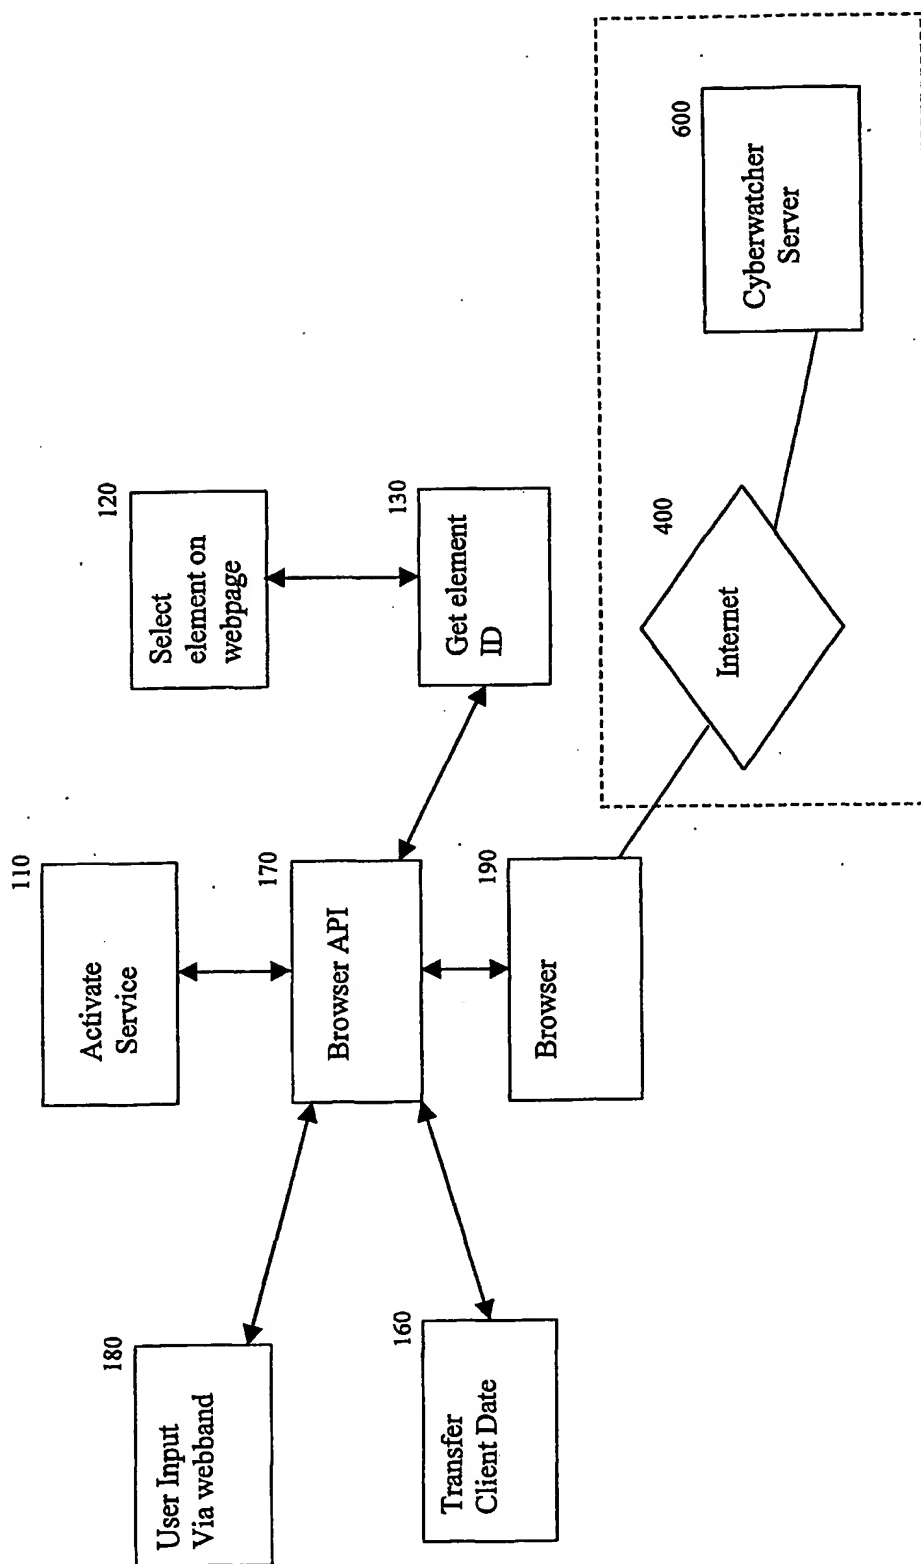 110
Activate
Service
120
Select
element on
webpage
180
User Input
Via webband
170
Browser API
130
Get element
ID
160
Transfer
Client Date
190
Browser
400
Internet
600
Cyberwatcher
Server